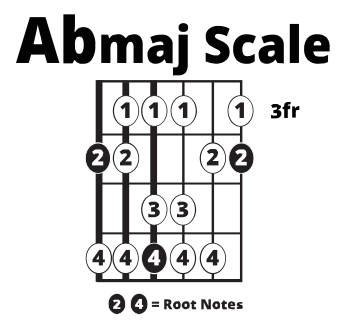 Abmaj Scale
1 1 1 1 3fr
2 2 2 2
3 3
4 4 4 4 4
2 4 = Root Notes